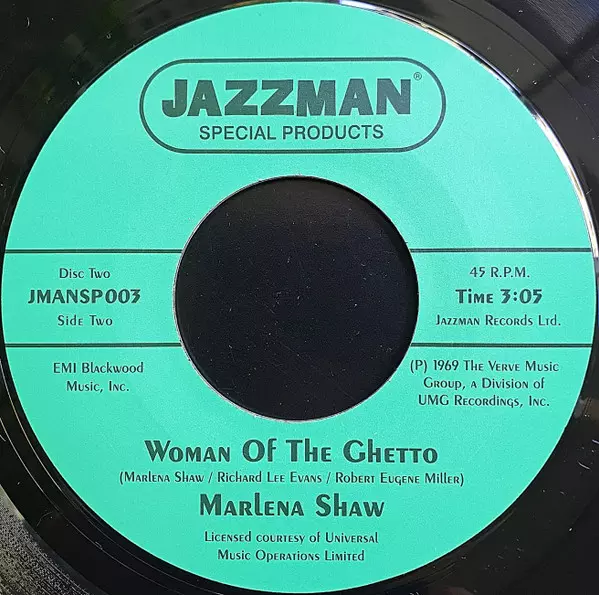 JAZZMAN®
SPECIAL PRODUCTS
Disc Two
JMANSP003
Side Two
45 R.P.M.
Time 3:05
Jazzman Records Ltd.
EMI Blackwood
Music, Inc.
(P) 1969 The Verve Music
Group, a Division of
UMG Recordings, Inc.
Woman Of The Ghetto
(Marlena Shaw / Richard Lee Evans / Robert Eugene Miller)
Marlena Shaw
Licensed courtesy of Universal
Music Operations Limited